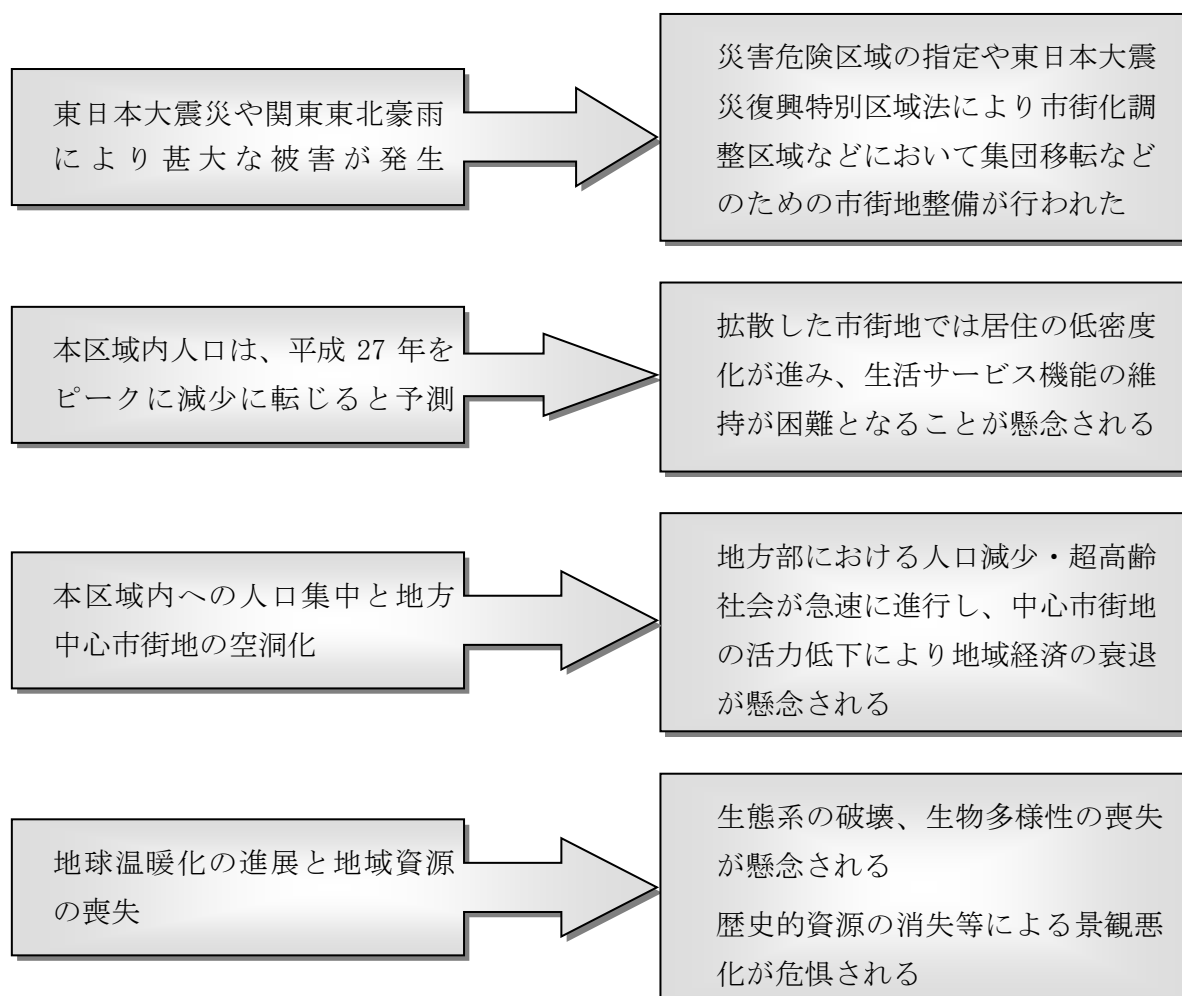 東日本大震災や関東東北豪雨
により甚大な被害が発生
災害危険区域の指定や東日本大震
災復興特別区域法により市街化調
整区域などにおいて集団移転など
のための市街地整備が行われた
本区域内人口は、平成 27 年を
ピークに減少に転じると予測
拡散した市街地では居住の低密度
化が進み、生活サービス機能の維
持が困難となることが懸念される
本区域内への人口集中と地方
中心市街地の空洞化
地方部における人口減少・超高齢
社会が急速に進行し、中心市街地
の活力低下により地域経済の衰退
が懸念される
地球温暖化の進展と地域資源
の喪失
生態系の破壊、生物多様性の喪失
が懸念される
歴史的資源の消失等による景観悪
化が危惧される